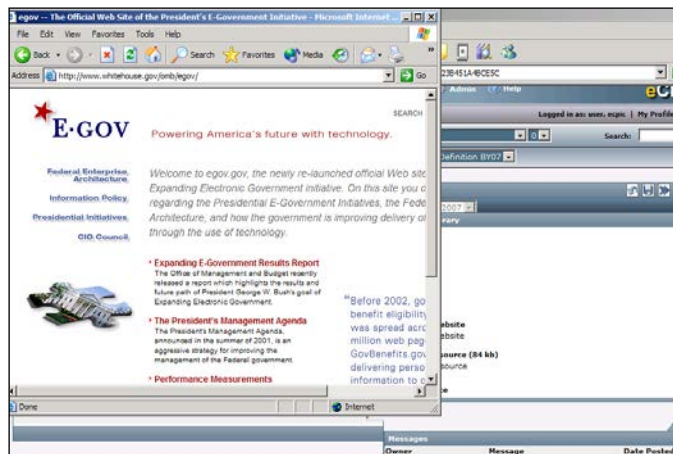 egov -- The Official Web Site of the President's E-Government Initiative - Microsoft Internet ...
File Edit View Favorites Tools Help
Back Search Favorites Media
Address http://www.whitehouse.gov/omb/egov/ Go
E·GOV
SEARCH
Powering America's future with technology.
Federal Enterprise
Architecture
Information Policy
Presidential Initiatives
CIO Council
Welcome to egov.gov, the newly re-launched official Web site
Expanding Electronic Government initiative. On this site you c
regarding the Presidential E-Government Initiatives, the Feder
Architecture, and how the government is improving delivery of
through the use of technology.
Expanding E-Government Results Report
The Office of Management and Budget recently
released a report which highlights the results and
future path of President George W. Bush's goal of
Expanding Electronic Government.
The President's Management Agenda
The President's Management Agenda,
announced in the summer of 2001, is an
aggressive strategy for improving the
management of the Federal government.
Performance Measurements
"Before 2002, go
benefit eligibility
was spread acro
million web pag
GovBenefits.gov
delivering perso
information to c
Done Internet
23B451A4BCE5C
Admin Help
eC
Logged in as: user, ecpic | My Profile
0 Search:
Definition BY07
2007
rary
ebsite
ebsite
source (84 kb)
source
te
Messages
Owner Message Date Posted